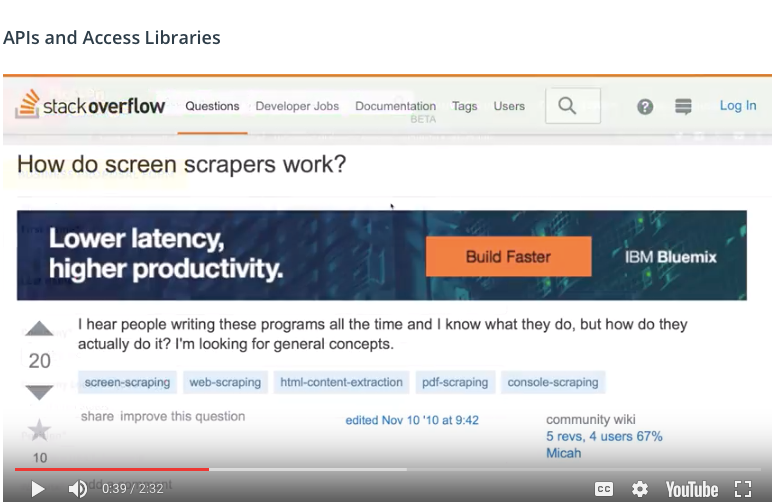 APIs and Access Libraries
stackoverflow Questions Developer Jobs Documentation Tags Users Log In
BETA
How do screen scrapers work?
Lower latency,
higher productivity.
Build Faster
IBM Bluemix
I hear people writing these programs all the time and I know what they do, but how do they
actually do it? I'm looking for general concepts.
20
screen-scraping web-scraping html-content-extraction pdf-scraping console-scraping
share improve this question
edited Nov 10 '10 at 9:42
community wiki
5 revs, 4 users 67%
Micah
10
0:39 / 2:32
CC
YouTube